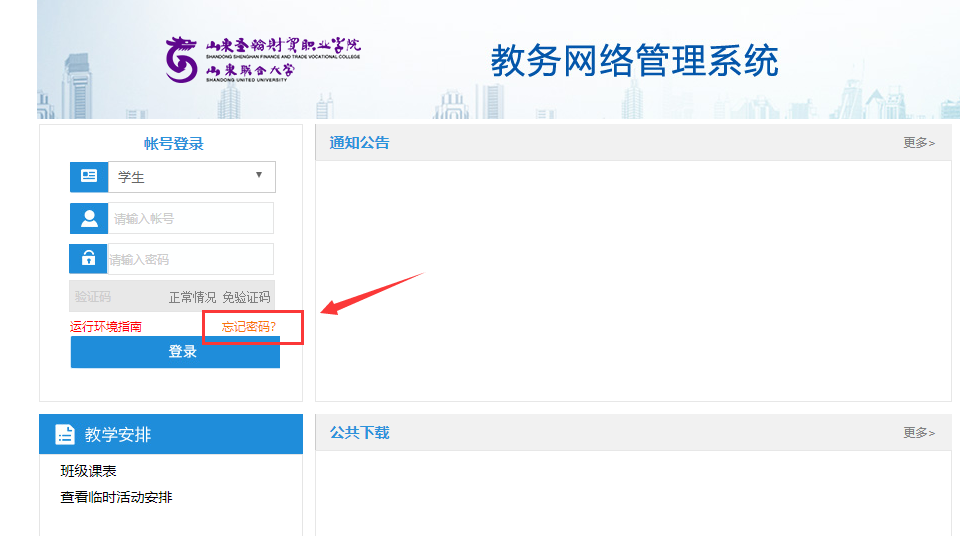 山东圣翰财贸职业学院
SHANDONG SHENGHAN FINANCE AND TRADE VOCATIONAL COLLEGE
山东联合大学
SHANDONG UNITED UNIVERSITY
教务网络管理系统
帐号登录
学生
请输入帐号
请输入密码
验证码 正常情况 免验证码
运行环境指南 忘记密码?
登录
通知公告 更多>
教学安排
班级课表
查看临时活动安排
公共下载 更多>